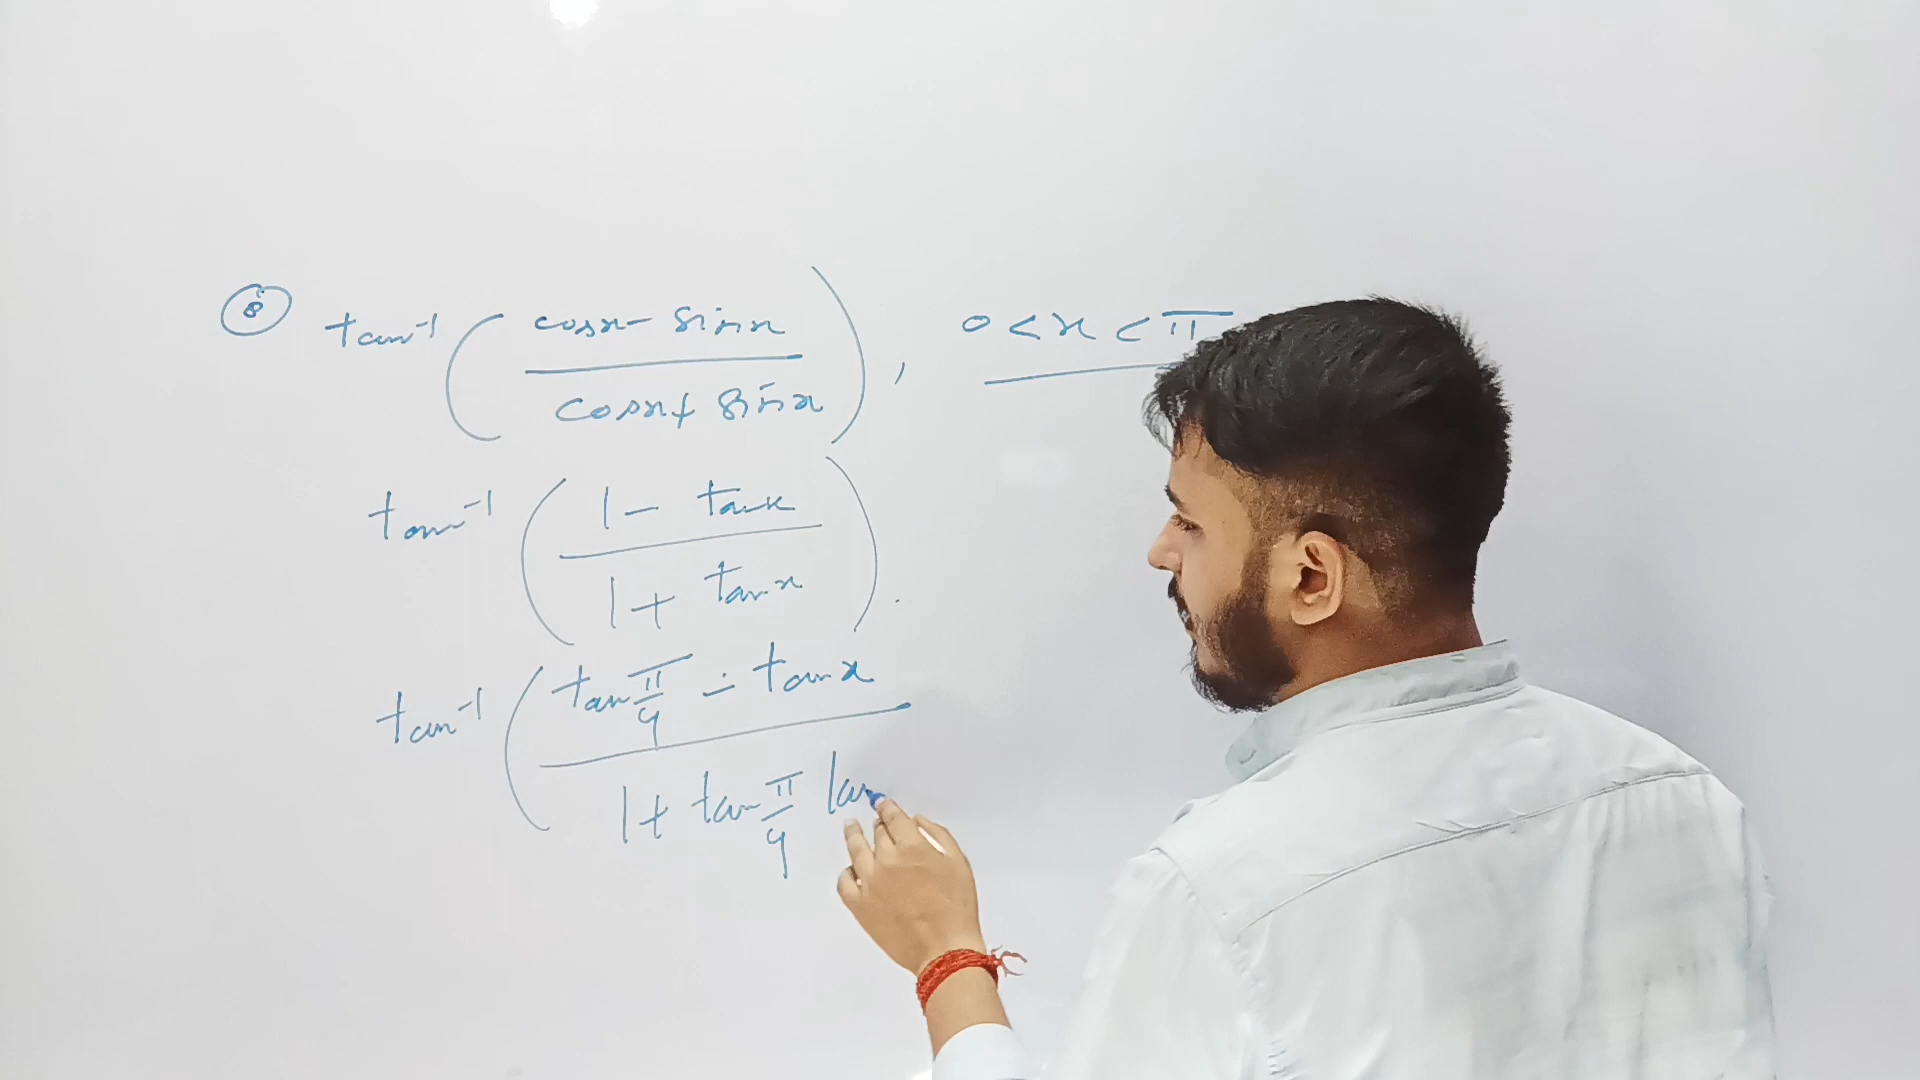 8 tan⁻¹ ( (cosx - sinx) / (cosx + sinx) ) , 0 < x < π
tan⁻¹ ( (1 - tanx) / (1 + tanx) ) .
tan⁻¹ ( (tan π/4 - tanx) / (1 + tan π/4 tan